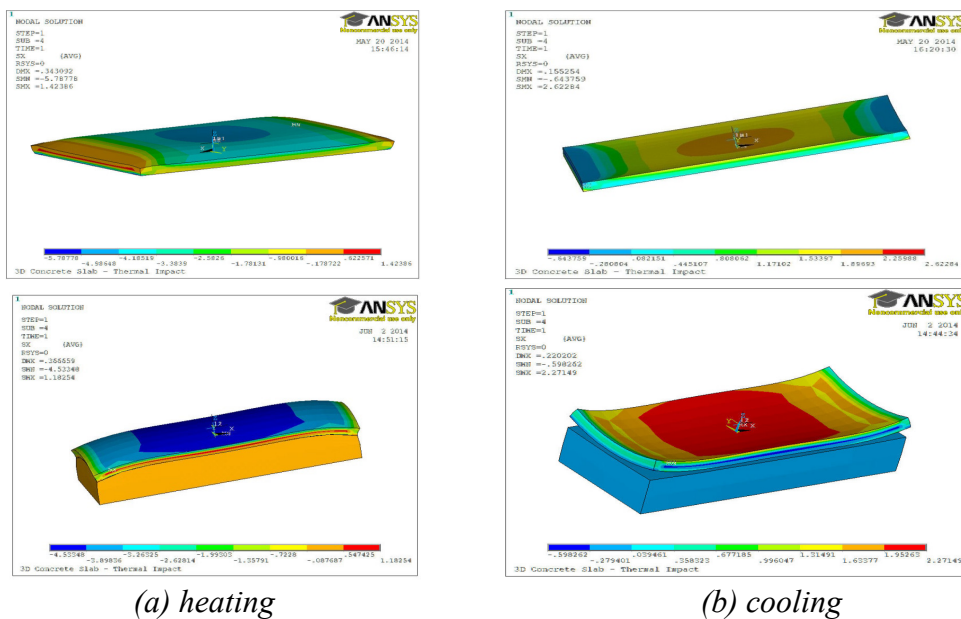 1
NODAL SOLUTION
STEP=1
SUB =4
TIME=1
SX (AVG)
RSYS=0
DMX =.343092
SMN =-5.78778
SMX =1.42386
ANSYS
Noncommercial use only
MAY 20 2014
15:46:14
X Y
-5.78778 -4.98648 -4.18519 -3.3839 -2.5826 -1.78131 -.980019 -.178722 .622571 1.42386
3D Concrete Slab - Thermal Impact
1
NODAL SOLUTION
STEP=1
SUB =4
TIME=1
SX (AVG)
RSYS=0
DMX =.155254
SMN =-.643759
SMX =2.62284
ANSYS
Noncommercial use only
MAY 20 2014
16:20:30
X
-.643759 -.280804 .082151 .445107 .808062 1.17102 1.53397 1.89693 2.25988 2.62284
3D Concrete Slab - Thermal Impact
1
NODAL SOLUTION
STEP=1
SUB =4
TIME=1
SX (AVG)
RSYS=0
DMX =.366659
SMN =-4.53348
SMX =1.18254
ANSYS
Noncommercial use only
JUN 2 2014
14:51:15
X
-4.53348 -3.89836 -3.26325 -2.62814 -1.99303 -1.35791 -.7228 -.087687 .547425 1.18254
3D Concrete Slab - Thermal Impact
1
NODAL SOLUTION
STEP=1
SUB =4
TIME=1
SX (AVG)
RSYS=0
DMX =.220202
SMN =-.598262
SMX =2.27149
ANSYS
Noncommercial use only
JUN 2 2014
14:44:34
Y Z X X
-.598262 -.279401 .039461 .358323 .677185 .996047 1.31491 1.63377 1.95263 2.27149
3D Concrete Slab - Thermal Impact
(a) heating
(b) cooling